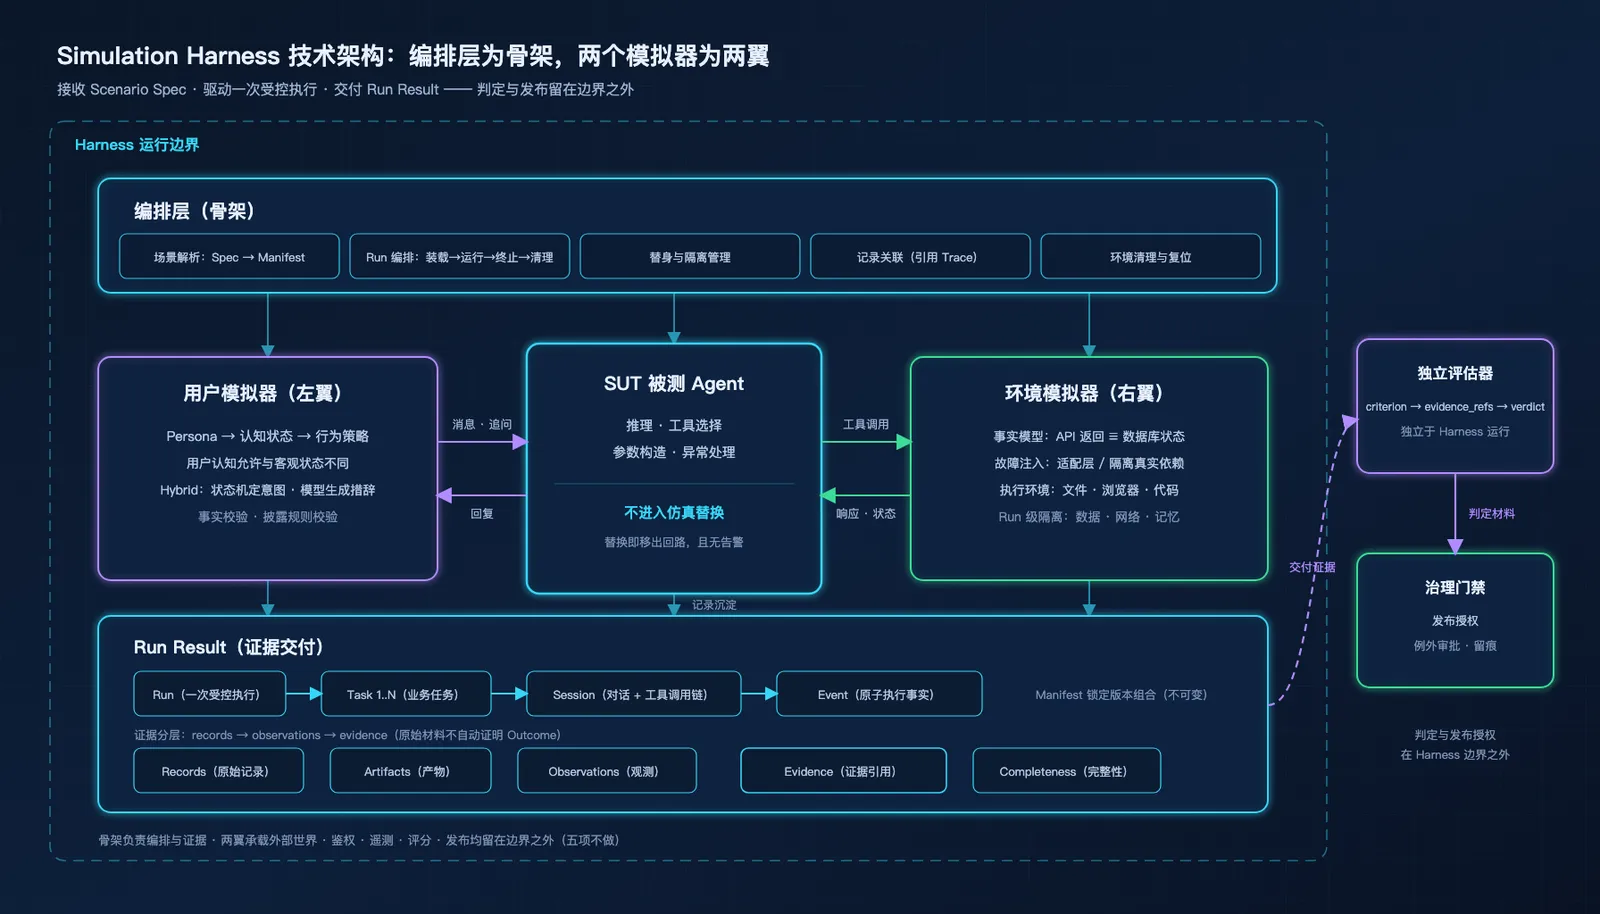 Simulation Harness 技术架构：编排层为骨架，两个模拟器为两翼
接收 Scenario Spec · 驱动一次受控执行 · 交付 Run Result —— 判定与发布留在边界之外
Harness 运行边界
编排层（骨架）
场景解析：Spec → Manifest
Run 编排：装载→运行→终止→清理
替身与隔离管理
记录关联（引用 Trace）
环境清理与复位
用户模拟器（左翼）
Persona → 认知状态 → 行为策略
用户认知允许与客观状态不同
Hybrid：状态机定意图 · 模型生成措辞
事实校验 · 披露规则校验
消息 · 追问
回复
SUT 被测 Agent
推理 · 工具选择
参数构造 · 异常处理
不进入仿真替换
替换即移出回路，且无告警
工具调用
响应 · 状态
环境模拟器（右翼）
事实模型：API 返回 ≡ 数据库状态
故障注入：适配层 / 隔离真实依赖
执行环境：文件 · 浏览器 · 代码
Run 级隔离：数据 · 网络 · 记忆
记录沉淀
Run Result（证据交付）
Run（一次受控执行）
Task 1..N（业务任务）
Session（对话 + 工具调用链）
Event（原子执行事实）
Manifest 锁定版本组合（不可变）
证据分层：records → observations → evidence（原始材料不自动证明 Outcome）
Records（原始记录）
Artifacts（产物）
Observations（观测）
Evidence（证据引用）
Completeness（完整性）
骨架负责编排与证据 · 两翼承载外部世界 · 鉴权 · 遥测 · 评分 · 发布均留在边界之外（五项不做）
交付证据
独立评估器
criterion → evidence_refs → verdict
独立于 Harness 运行
判定材料
治理门禁
发布授权
例外审批 · 留痕
判定与发布授权
在 Harness 边界之外